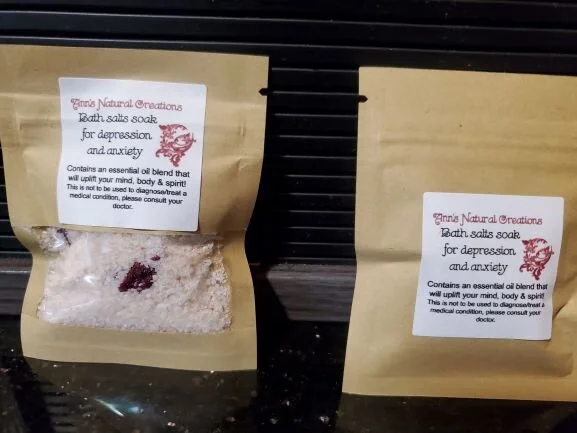 Ann's Natural Creations
Bath salts soak
for depression
and anxiety
Contains an essential oil blend that
will uplift your mind, body & spirit!
This is not to be used to diagnose/treat a
medical condition, please consult your
doctor.
Ann's Natural Creations
Bath salts soak
for depression
and anxiety
Contains an essential oil blend that
will uplift your mind, body & spirit!
This is not to be used to diagnose/treat a
medical condition, please consult your
doctor.